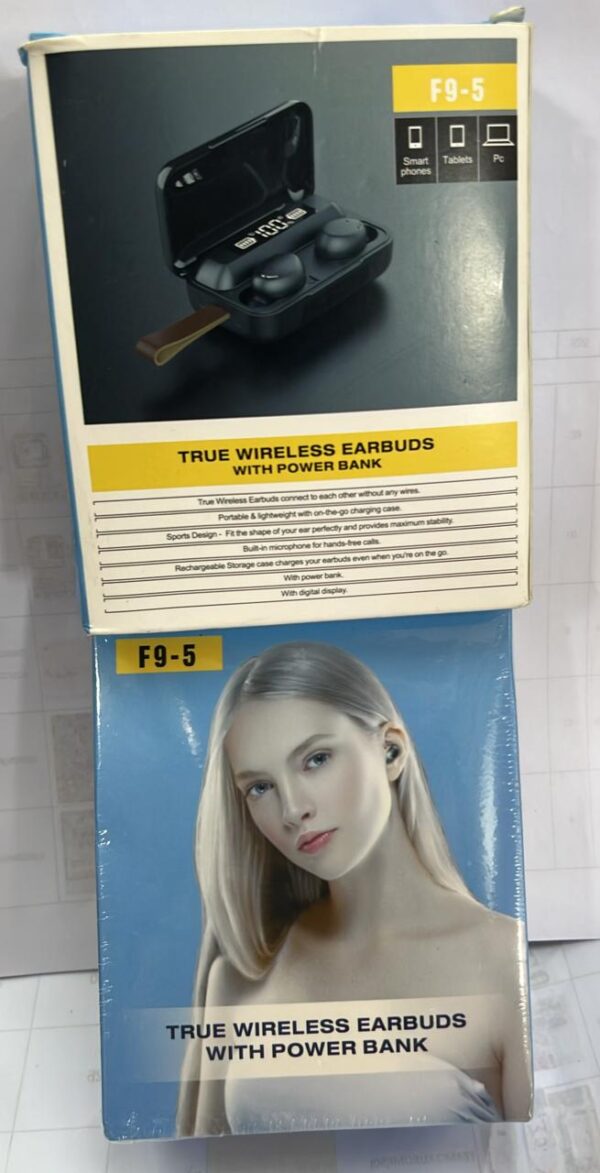 F9-5
Smart phones
Tablets
Pc
100%
TRUE WIRELESS EARBUDS
WITH POWER BANK
True Wireless Earbuds connect to each other without any wires.
Portable & lightweight with on-the-go charging case.
Sports Design - Fit the shape of your ear perfectly and provides maximum stability.
Built-in microphone for hands-free calls.
Rechargeable Storage case charges your earbuds even when you're on the go.
With power bank.
With digital display.
F9-5
TRUE WIRELESS EARBUDS
WITH POWER BANK